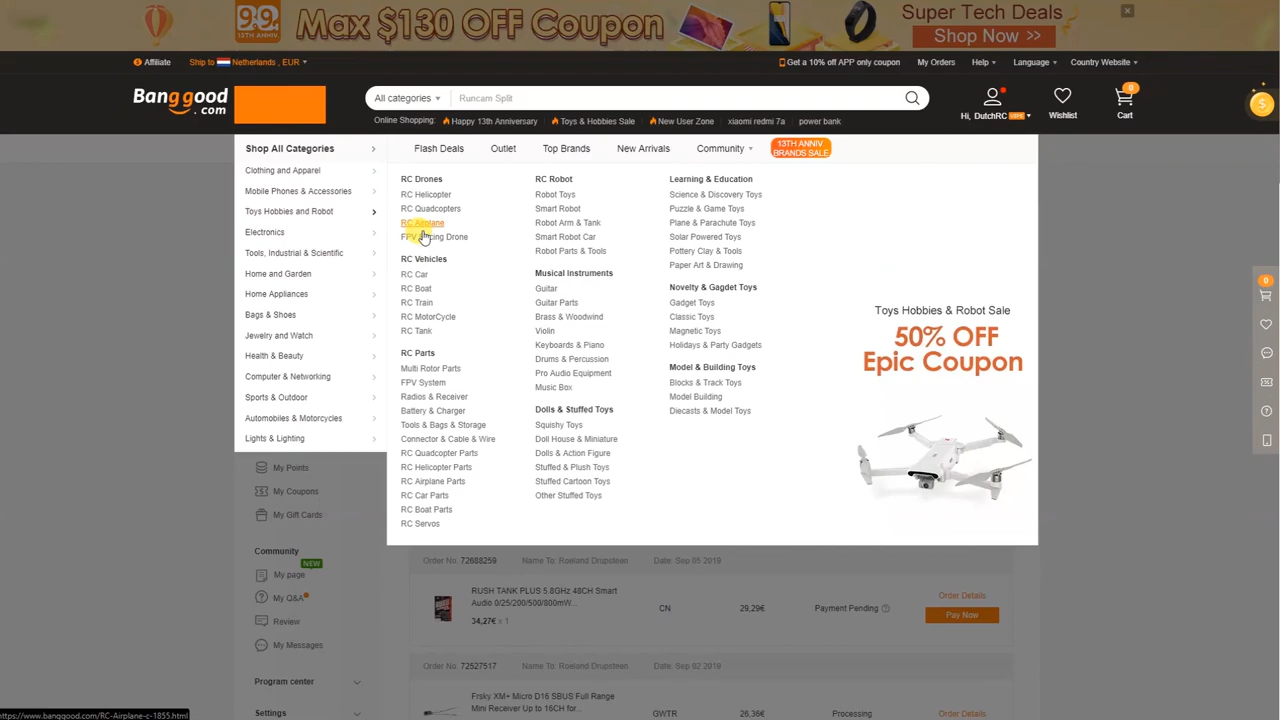 99 13TH ANNIV. Max $130 OFF Coupon
Super Tech Deals
Shop Now >>
Affiliate
Ship to Netherlands , EUR
Get a 10% off APP only coupon
My Orders
Help
Language
Country Website
Banggood.com
All categories
Runcam Split
Online Shopping:
Happy 13th Anniversary
Toys & Hobbies Sale
New User Zone
xiaomi redmi 7a
power bank
Hi, DutchRC
Wishlist
0
Cart
Shop All Categories
Clothing and Apparel
Mobile Phones & Accessories
Toys Hobbies and Robot
Electronics
Tools, Industrial & Scientific
Home and Garden
Home Appliances
Bags & Shoes
Jewelry and Watch
Health & Beauty
Computer & Networking
Sports & Outdoor
Automobiles & Motorcycles
Lights & Lighting
Flash Deals
Outlet
Top Brands
New Arrivals
Community
13TH ANNIV.
BRANDS SALE
RC Drones
RC Helicopter
RC Quadcopters
RC Airplane
FPV Racing Drone
RC Vehicles
RC Car
RC Boat
RC Train
RC MotorCycle
RC Tank
RC Parts
Multi Rotor Parts
FPV System
Radios & Receiver
Battery & Charger
Tools & Bags & Storage
Connector & Cable & Wire
RC Quadcopter Parts
RC Helicopter Parts
RC Airplane Parts
RC Car Parts
RC Boat Parts
RC Servos
RC Robot
Robot Toys
Smart Robot
Robot Arm & Tank
Smart Robot Car
Robot Parts & Tools
Musical Instruments
Guitar
Guitar Parts
Brass & Woodwind
Violin
Keyboards & Piano
Drums & Percussion
Pro Audio Equipment
Music Box
Dolls & Stuffed Toys
Squishy Toys
Doll House & Miniature
Dolls & Action Figure
Stuffed & Plush Toys
Stuffed Cartoon Toys
Other Stuffed Toys
Learning & Education
Science & Discovery Toys
Puzzle & Game Toys
Plane & Parachute Toys
Solar Powered Toys
Pottery Clay & Tools
Paper Art & Drawing
Novelty & Gagdet Toys
Gadget Toys
Classic Toys
Magnetic Toys
Holidays & Party Gadgets
Model & Building Toys
Blocks & Track Toys
Model Building
Diecasts & Model Toys
Toys Hobbies & Robot Sale
50% OFF
Epic Coupon
0
My Points
My Coupons
My Gift Cards
Community
NEW
My page
My Q&A
Review
My Messages
Program center
Settings
Order No. 72688259
Name To: Roeland Drupsteen
Date: Sep 05 2019
RUSH TANK PLUS 5.8GHz 48CH Smart
Audio 0/25/200/500/800mW...
34,27€ x 1
CN
29,29€
Payment Pending
Order Details
Pay Now
Order No. 72527517
Name To: Roeland Drupsteen
Date: Sep 02 2019
Frsky XM+ Micro D16 SBUS Full Range
Mini Receiver Up to 16CH for...
GWTR
26,36€
Processing
Order Details
https://www.banggood.com/RC-Airplane-c-1855.html